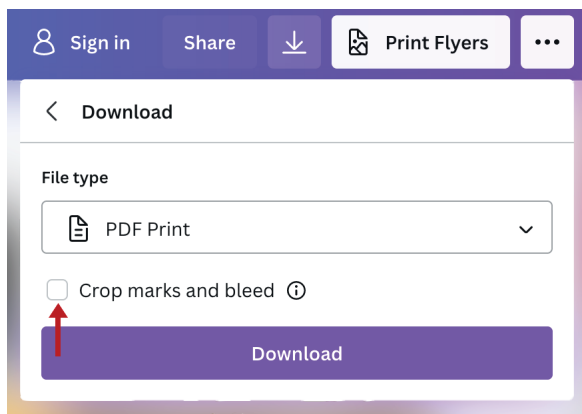 Sign in Share Print Flyers
Download
File type
PDF Print
Crop marks and bleed
Download